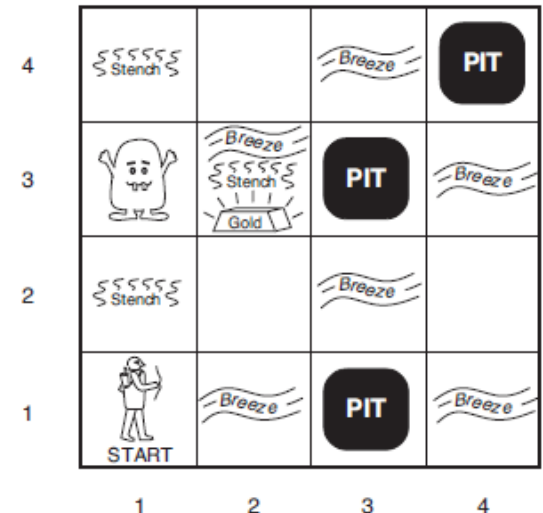 4
Stench
Breeze
PIT
3
Breeze
Stench
Gold
PIT
Breeze
2
Stench
Breeze
1
START
Breeze
PIT
Breeze
1 2 3 4